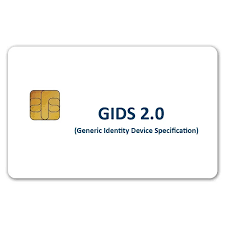 GIDS 2.0
(Generic Identity Device Specification)